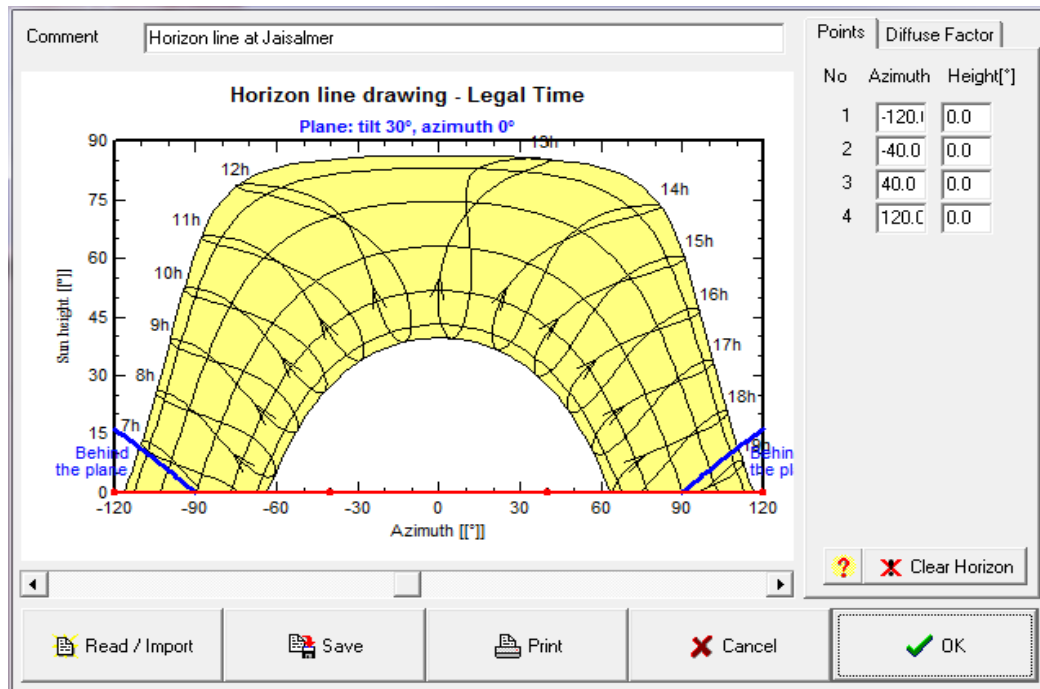 Comment
Horizon line at Jaisalmer
Points
Diffuse Factor
Horizon line drawing - Legal Time
Plane: tilt 30°, azimuth 0°
No Azimuth Height[°]
1 -120. 0.0
2 -40.0 0.0
3 40.0 0.0
4 120.0 0.0
90
75
60
45
30
15
0
Sun height [[°]]
7h
8h
9h
10h
11h
12h
13h
14h
15h
16h
17h
18h
19h
Behind
the plane
Behin
the pl
-120 -90 -60 -30 0 30 60 90 120
Azimuth [[°]]
? Clear Horizon
Read / Import
Save
Print
Cancel
OK